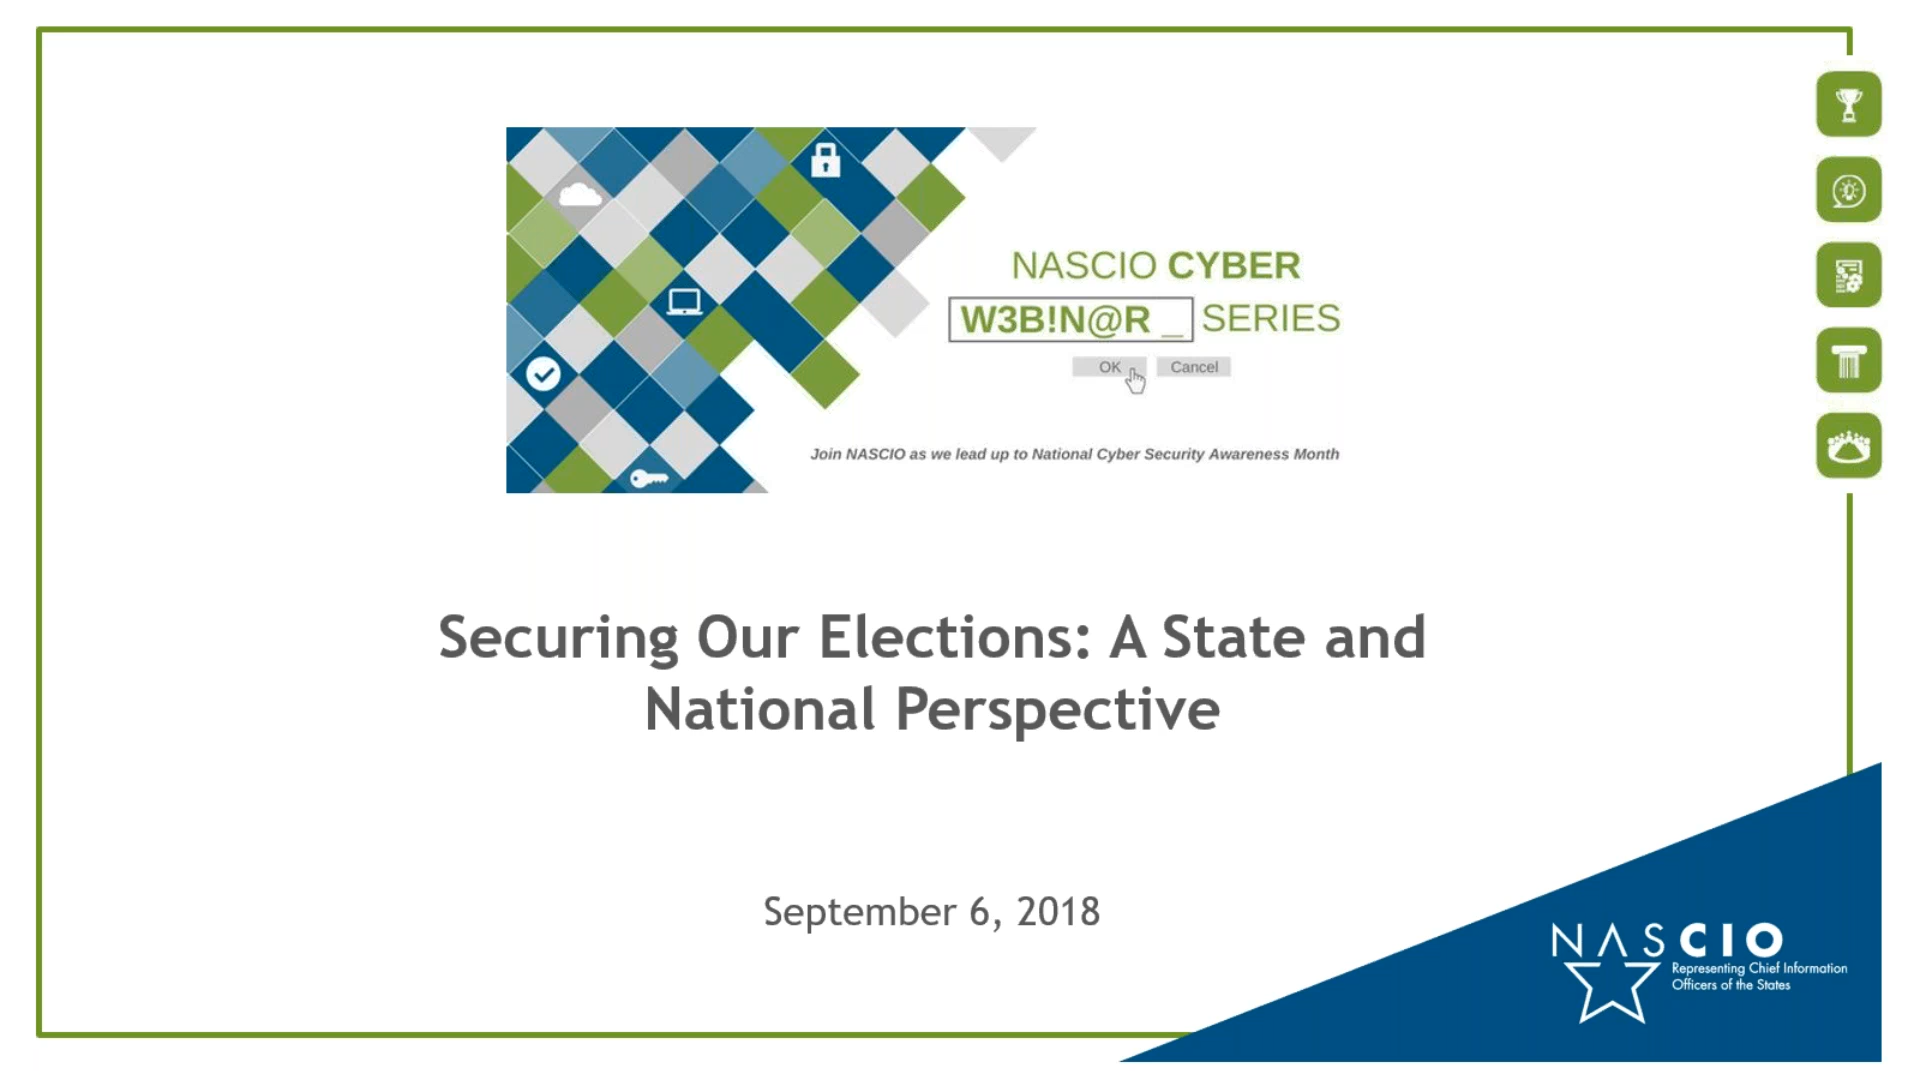 NASCIO CYBER
W3B!N@R _ SERIES
OK Cancel
Join NASCIO as we lead up to National Cyber Security Awareness Month
Securing Our Elections: A State and
National Perspective
September 6, 2018
NASCIO
Representing Chief Information
Officers of the States